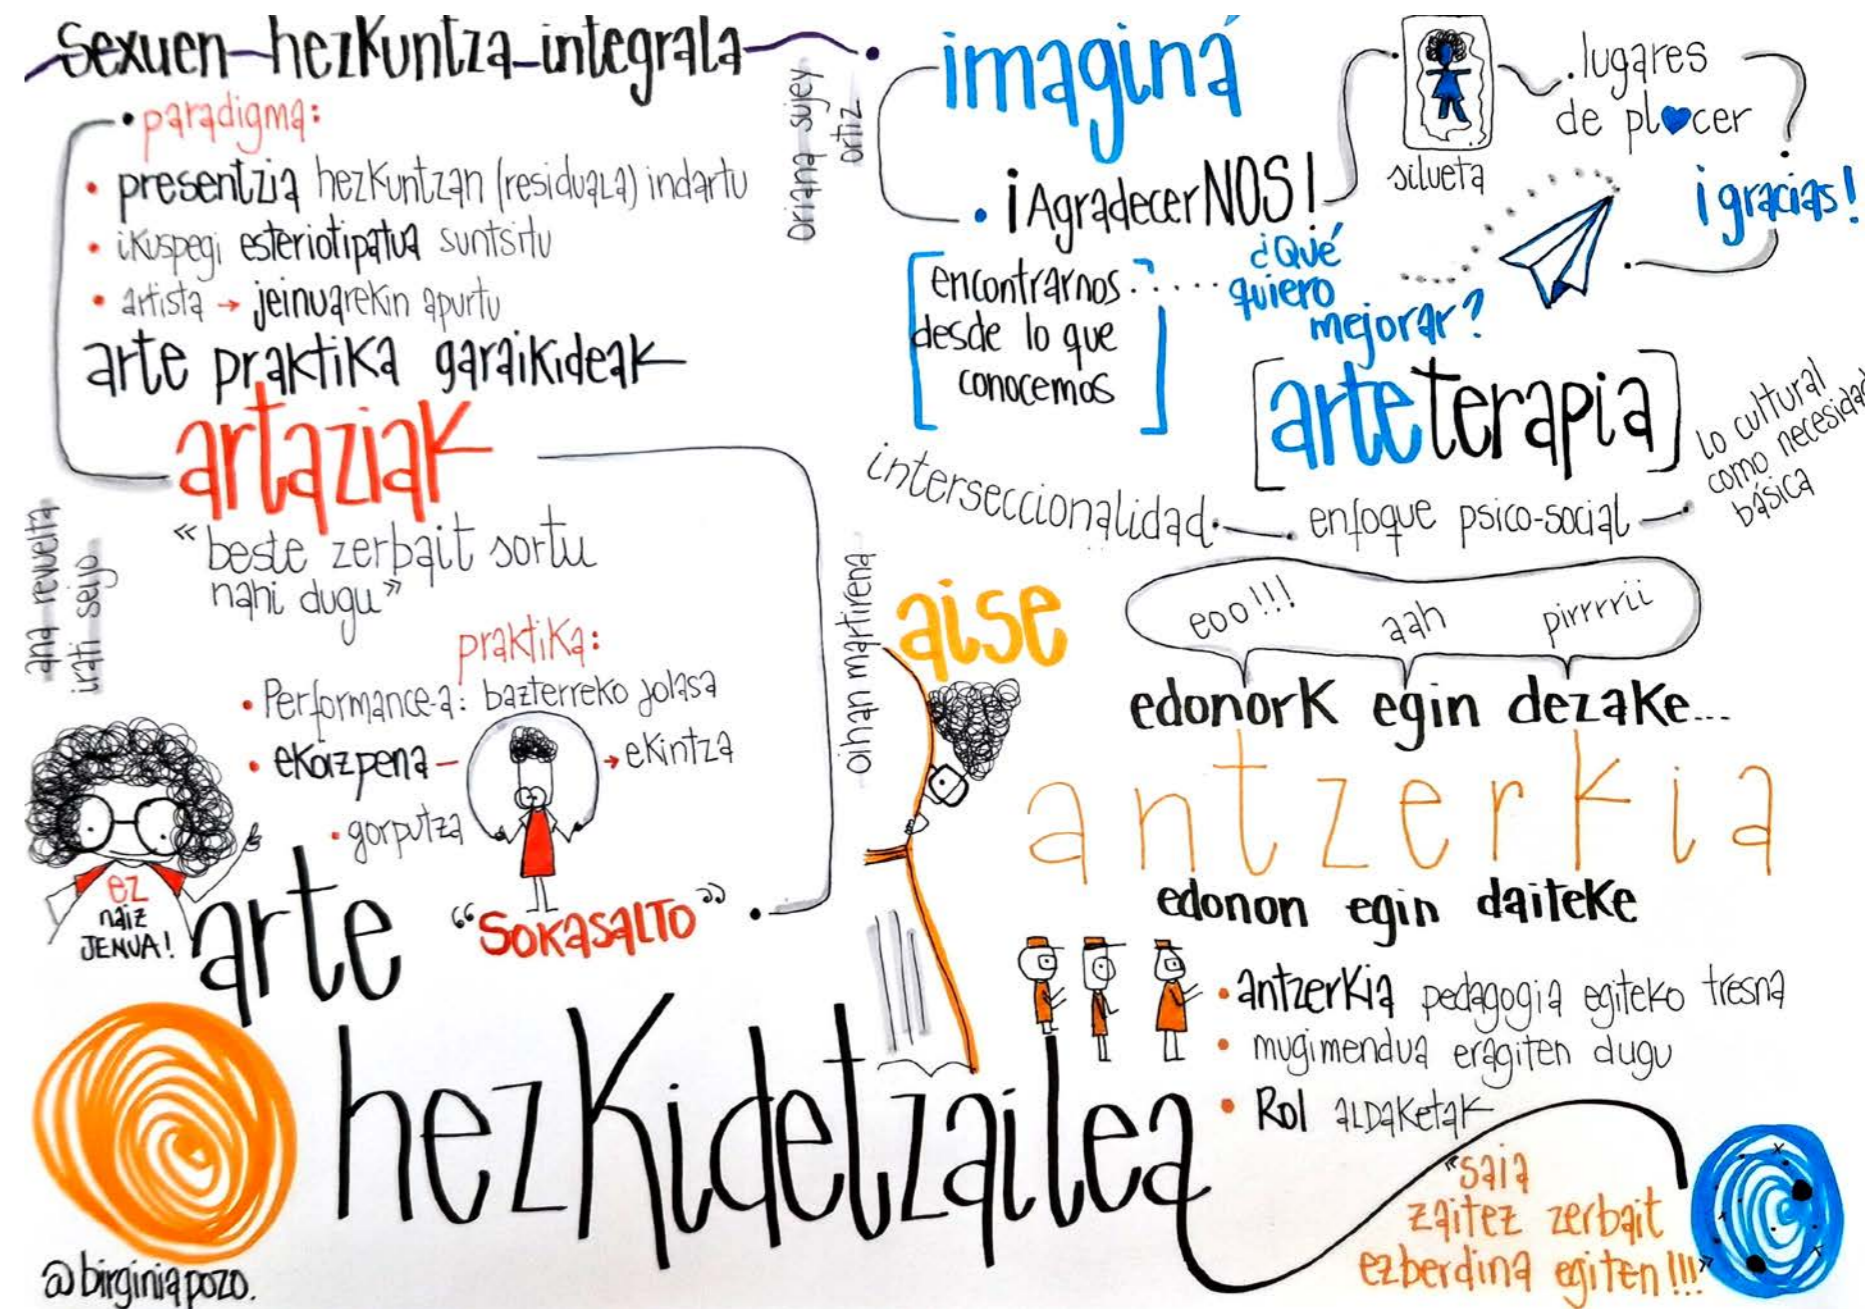 sexuen hezkuntza integrala
• paradigma:
• presentzia hezkuntzan (residuala) indartu
• ikuspegi esteriotipatua suntsitu
• artista → jeinuarekin apurtu
arte praktika garaikideak
artaziak
ana revuelta
irati seijo
"beste zerbait sortu
nahi dugu"
praktika:
• Performance-a: bazterreko jolasa
• ekoizpena – → ekintza
• gorputza
"SOKASALTO"
ez
naiz
JENUA!
arte
hezkidetzailea
@birginiapozo.
oriana sujey
ortiz
imaginá
• ¡AgradecerNOS!
silueta
. lugares
de placer
¡gracias!
[encontrarnos
desde lo que
conocemos]
¿Qué
quiero
mejorar?
[arteterapia]
interseccionalidad
enfoque psico-social
lo cultural
como necesidad
básica
oihan martirena
aise
eoo!!! aah pirrrrii
edonork egin dezake...
antzerkia
edonon egin daiteke
• antzerkia pedagogia egiteko tresna
• mugimendua eragiten dugu
• Rol aldaketak
"saia
zaitez zerbait
ezberdina egiten!!!"